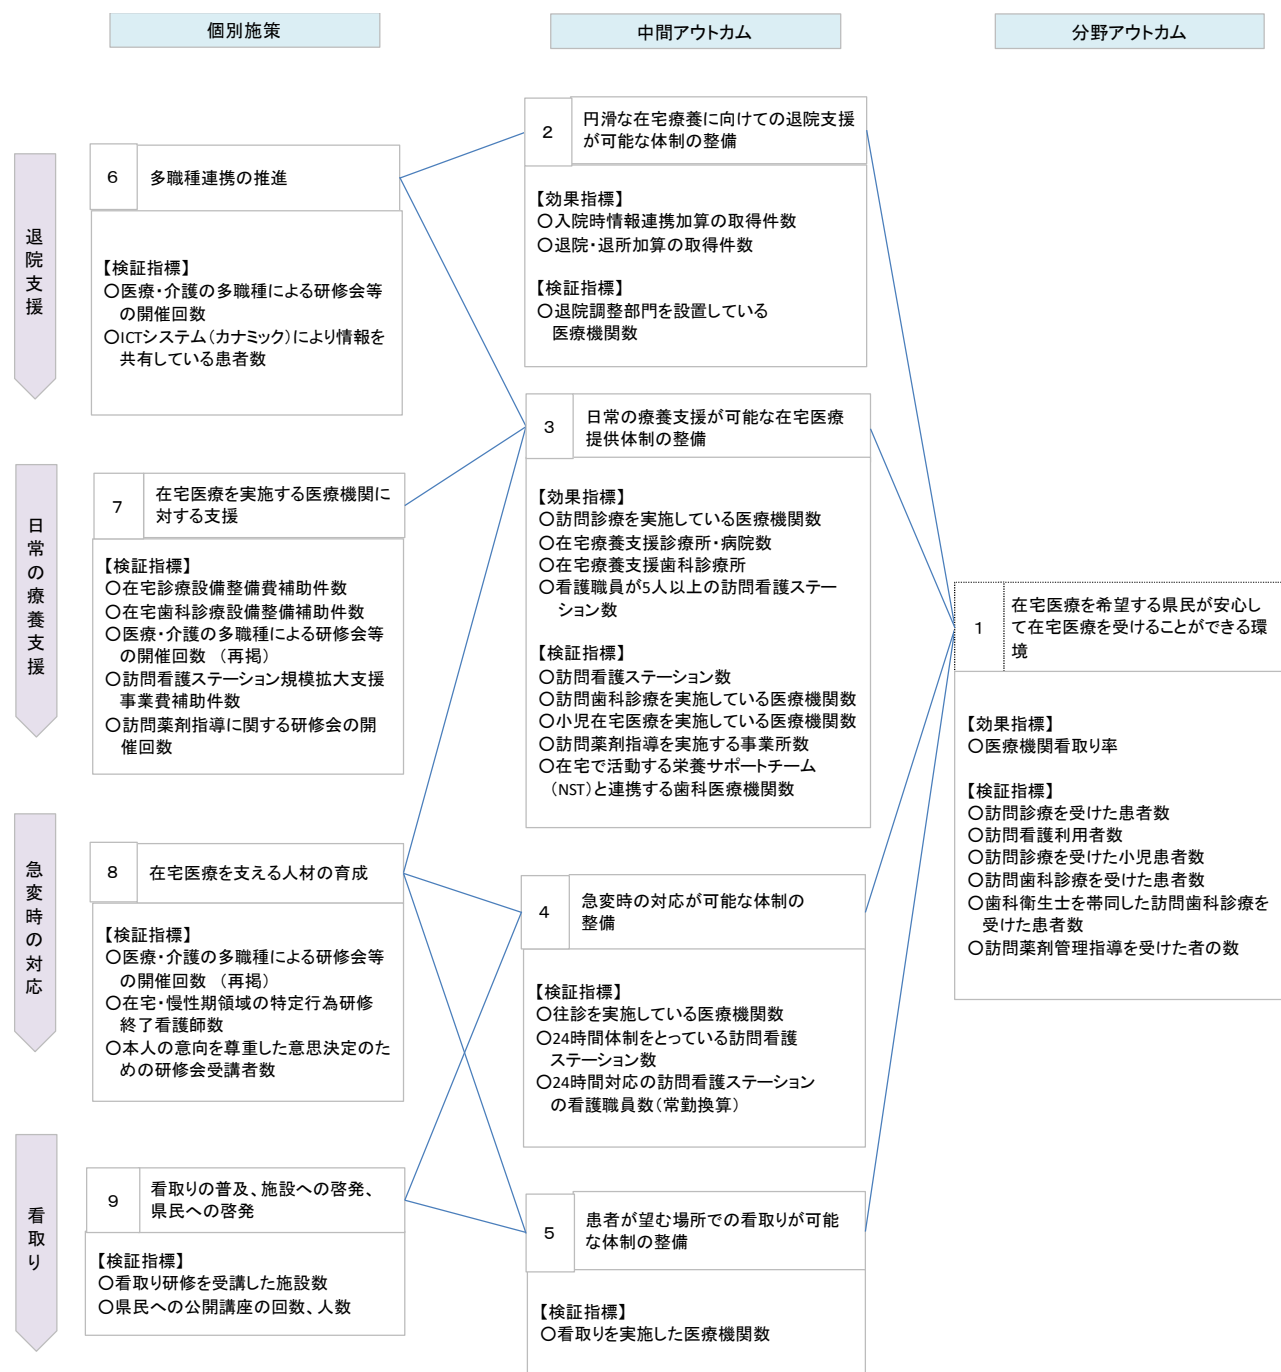 個別施策
中間アウトカム
分野アウトカム
退院支援
6
多職種連携の推進
【検証指標】
○医療・介護の多職種による研修会等
の開催回数
○ICTシステム(カナミック)により情報を
共有している患者数
2
円滑な在宅療養に向けての退院支援
が可能な体制の整備
【効果指標】
○入院時情報連携加算の取得件数
○退院・退所加算の取得件数
【検証指標】
○退院調整部門を設置している
医療機関数
日常の療養支援
7
在宅医療を実施する医療機関に
対する支援
【検証指標】
○在宅診療設備整備費補助件数
○在宅歯科診療設備整備補助件数
○医療・介護の多職種による研修会等
の開催回数 (再掲)
○訪問看護ステーション規模拡大支援
事業費補助件数
○訪問薬剤指導に関する研修会の開
催回数
3
日常の療養支援が可能な在宅医療
提供体制の整備
【効果指標】
○訪問診療を実施している医療機関数
○在宅療養支援診療所・病院数
○在宅療養支援歯科診療所
○看護職員が5人以上の訪問看護ステー
ション数
【検証指標】
○訪問看護ステーション数
○訪問歯科診療を実施している医療機関数
○小児在宅医療を実施している医療機関数
○訪問薬剤指導を実施する事業所数
○在宅で活動する栄養サポートチーム
(NST)と連携する歯科医療機関数
1
在宅医療を希望する県民が安心し
て在宅医療を受けることができる環
境
【効果指標】
○医療機関看取り率
【検証指標】
○訪問診療を受けた患者数
○訪問看護利用者数
○訪問診療を受けた小児患者数
○訪問歯科診療を受けた患者数
○歯科衛生士を帯同した訪問歯科診療を
受けた患者数
○訪問薬剤管理指導を受けた者の数
急変時の対応
8
在宅医療を支える人材の育成
【検証指標】
○医療・介護の多職種による研修会等
の開催回数 (再掲)
○在宅・慢性期領域の特定行為研修
終了看護師数
○本人の意向を尊重した意思決定のた
めの研修会受講者数
4
急変時の対応が可能な体制の
整備
【検証指標】
○往診を実施している医療機関数
○24時間体制をとっている訪問看護
ステーション数
○24時間対応の訪問看護ステーション
の看護職員数(常勤換算)
看取り
9
看取りの普及、施設への啓発、
県民への啓発
【検証指標】
○看取り研修を受講した施設数
○県民への公開講座の回数、人数
5
患者が望む場所での看取りが可能
な体制の整備
【検証指標】
○看取りを実施した医療機関数